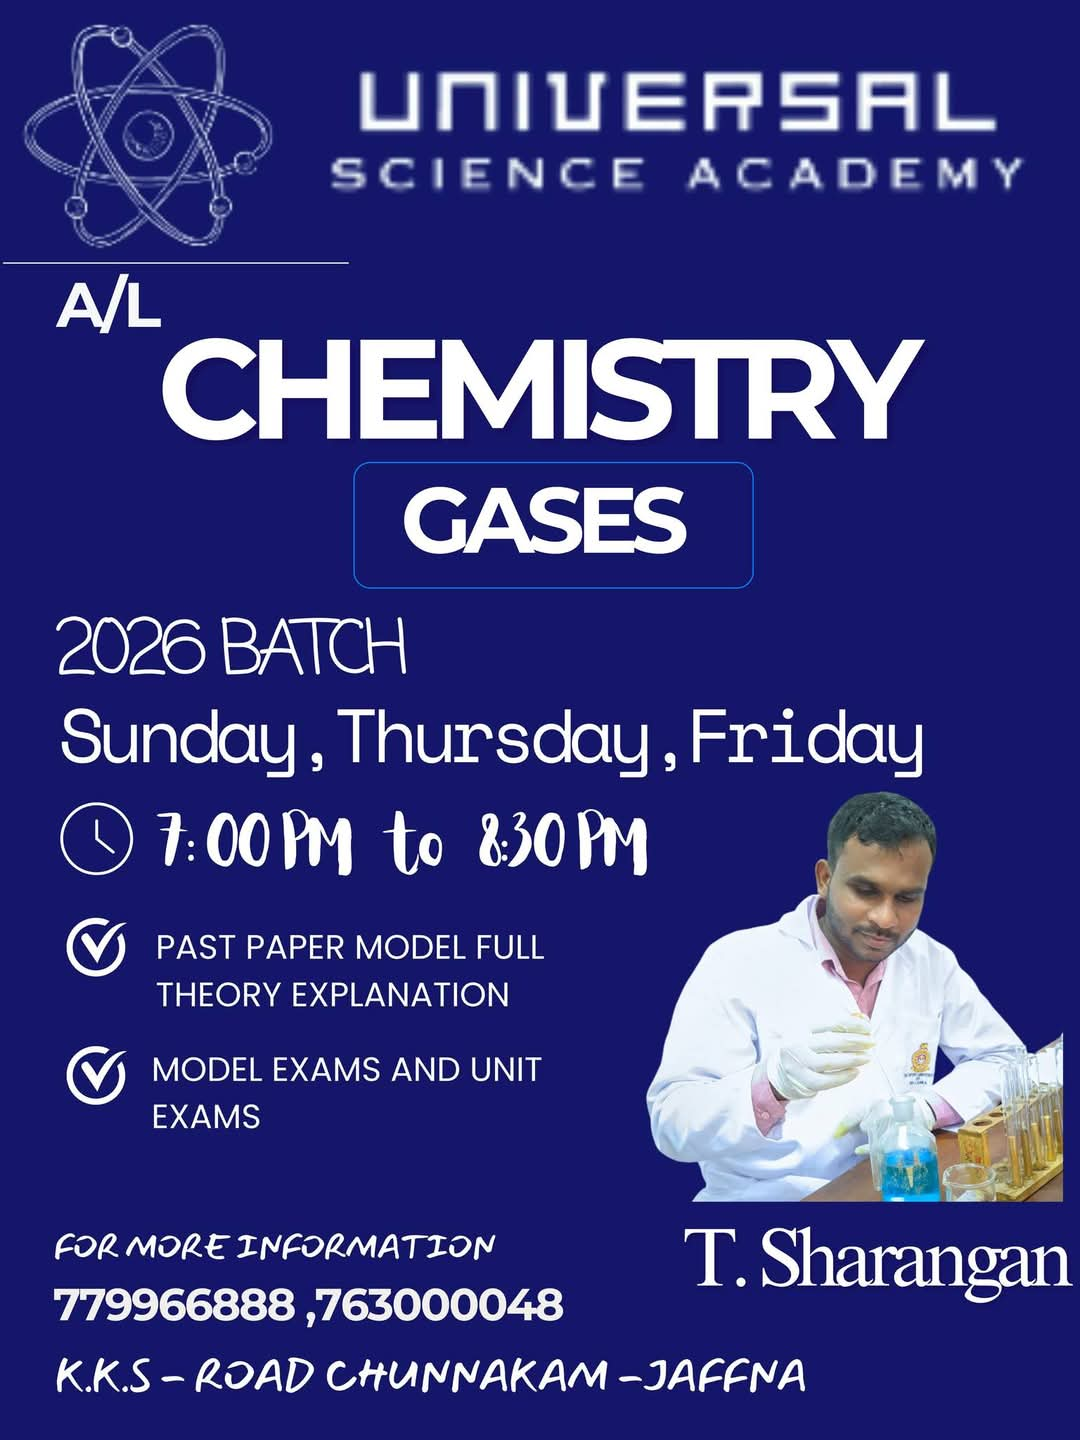 UNIVERSAL
SCIENCE ACADEMY
A/L
CHEMISTRY
GASES
2026 BATCH
Sunday , Thursday , Friday
7:00 PM to 8:30 PM
PAST PAPER MODEL FULL
THEORY EXPLANATION
MODEL EXAMS AND UNIT
EXAMS
FOR MORE INFORMATION
779966888 ,763000048
T. Sharangan
K.K.S – ROAD CHUNNAKAM –JAFFNA